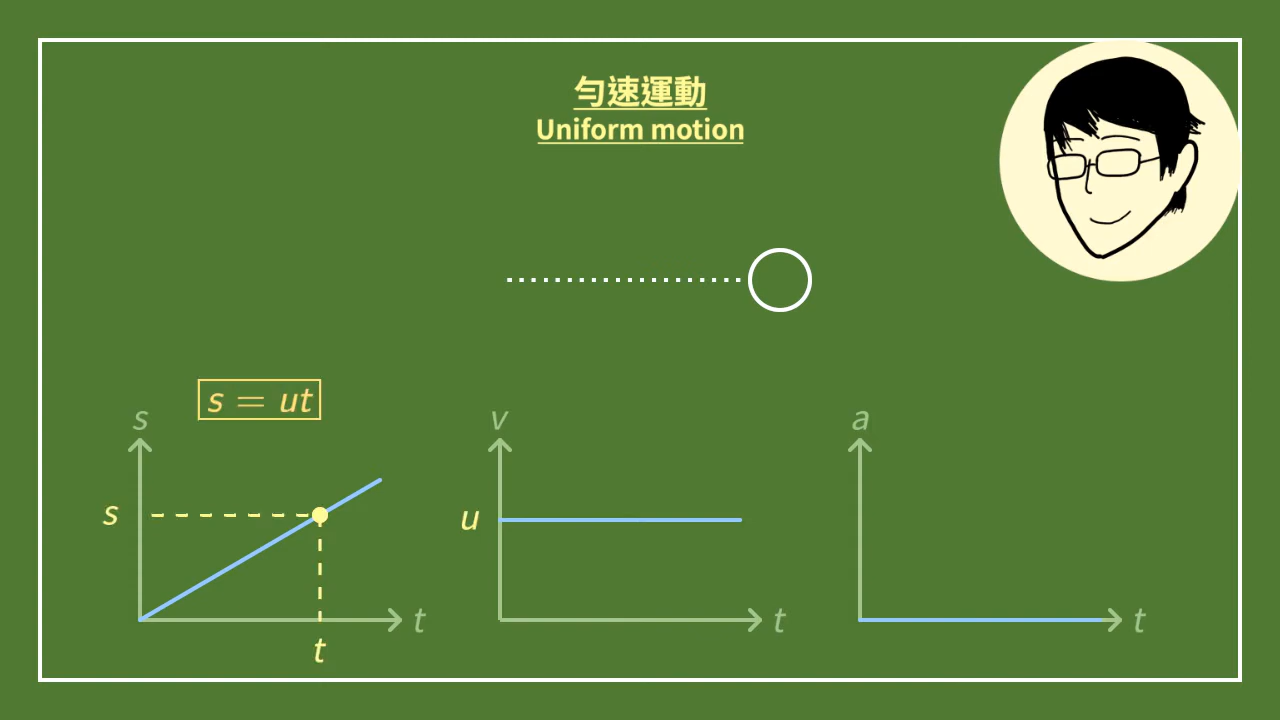 勻速運動
Uniform motion
s = ut
s
v
a
s
u
t
t
t
t